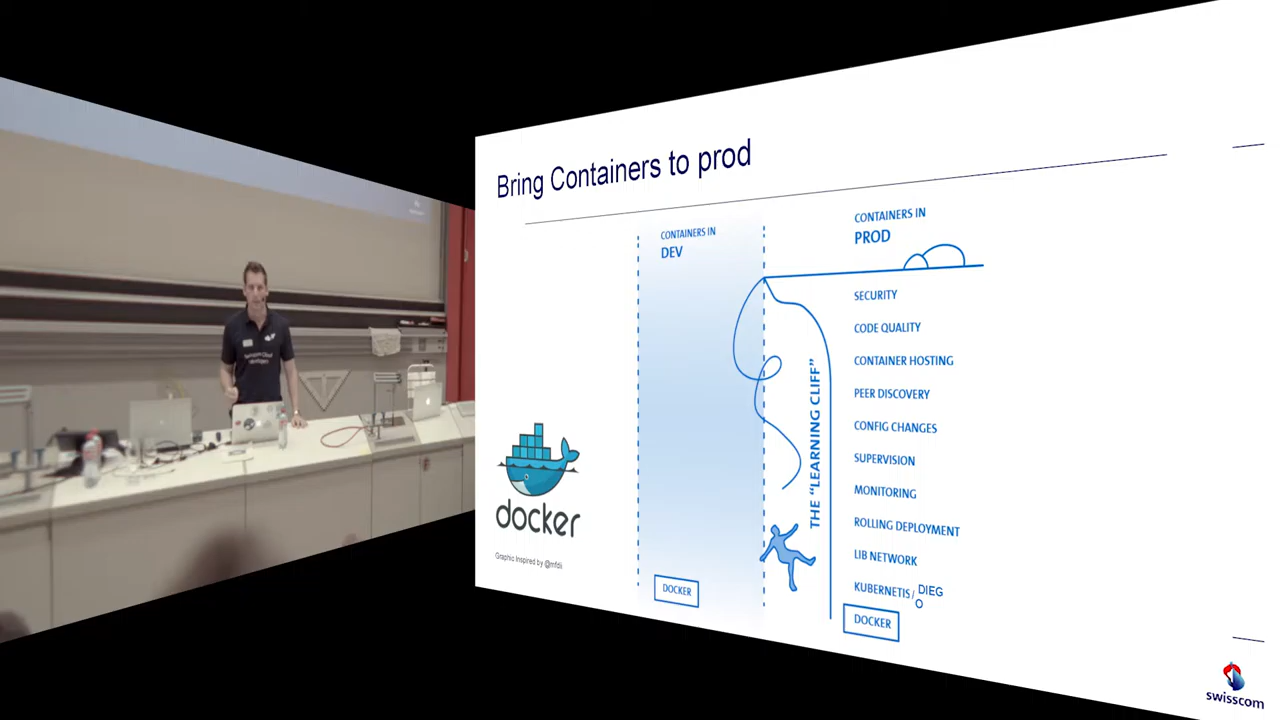 Bring Containers to prod
CONTAINERS IN
DEV
CONTAINERS IN
PROD
SECURITY
CODE QUALITY
CONTAINER HOSTING
PEER DISCOVERY
CONFIG CHANGES
SUPERVISION
MONITORING
ROLLING DEPLOYMENT
LIB NETWORK
KUBERNETIS / DIEG
O
DOCKER
THE "LEARNING CLIFF"
DOCKER
docker
Graphic Inspired by @mfdii
swisscom